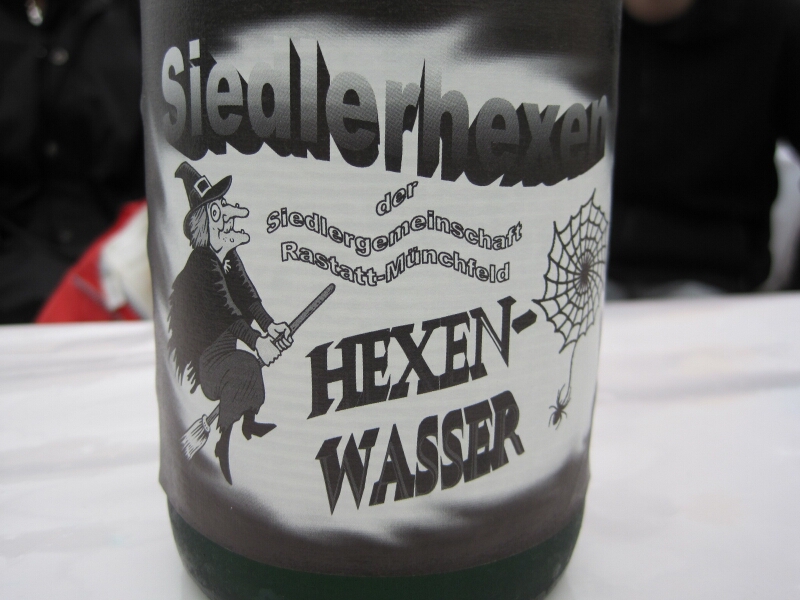 Siedlerhexen
der
Siedlergemeinschaft
Rastatt-Münchfeld
HEXEN-
WASSER